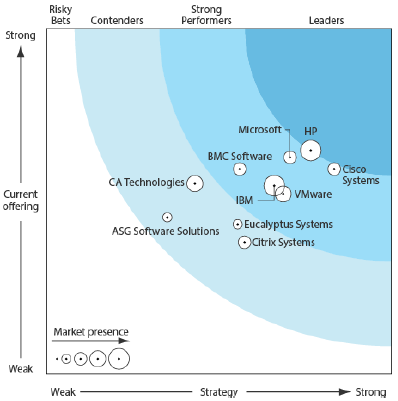 Risky
Bets
Contenders
Strong
Performers
Leaders
Strong
Microsoft
HP
BMC Software
Cisco
Systems
CA Technologies
VMware
IBM
Current
offering
ASG Software Solutions
Eucalyptus Systems
Citrix Systems
Market presence
Weak
Weak
Strategy
Strong